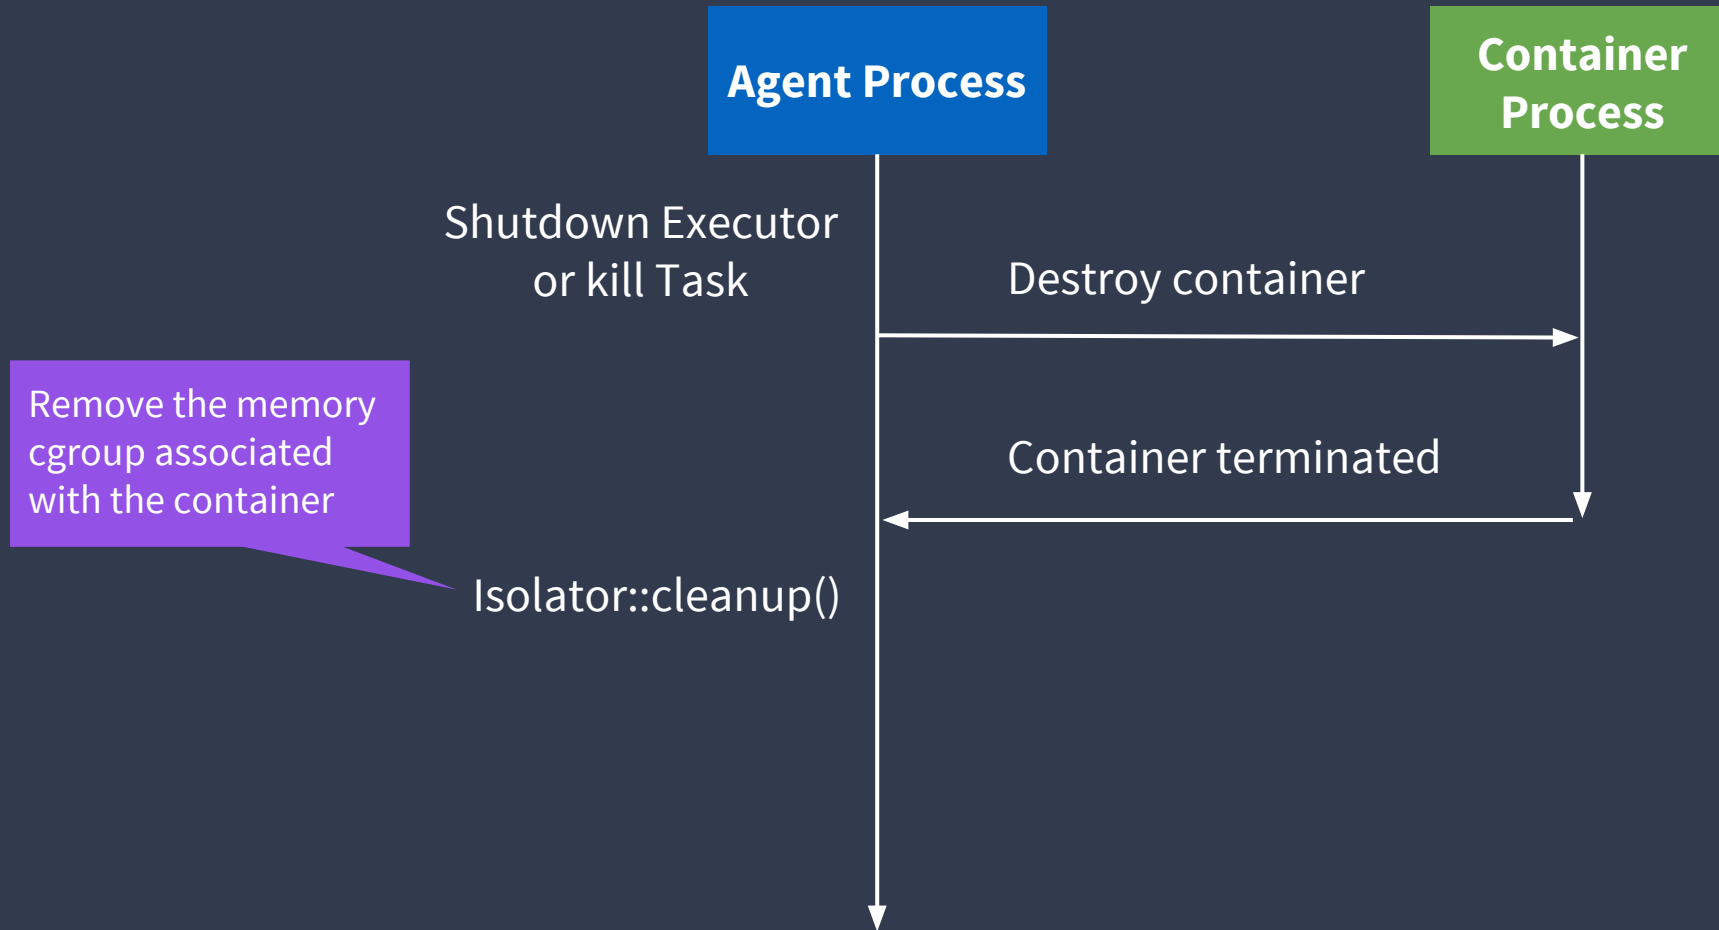 Agent Process
Container
Process
Shutdown Executor
or kill Task
Destroy container
Remove the memory
cgroup associated
with the container
Container terminated
Isolator::cleanup()